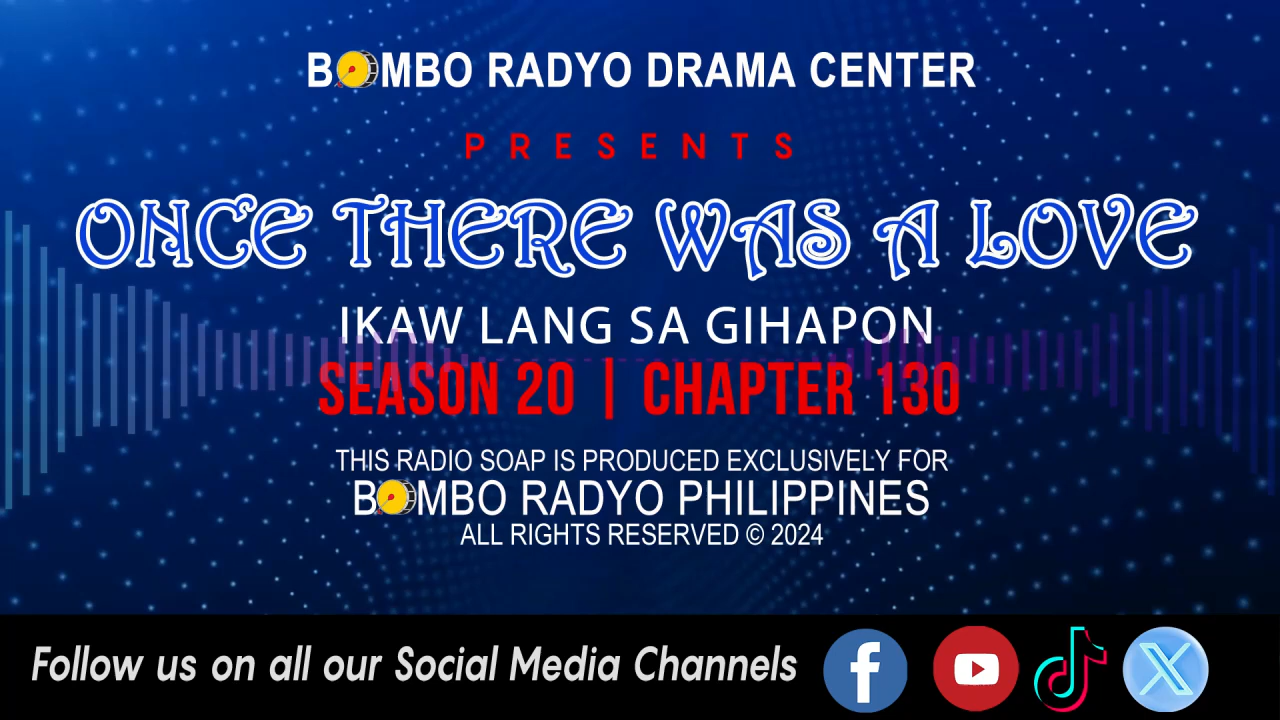 BOMBO RADYO DRAMA CENTER
PRESENTS
ONCE THERE WAS A LOVE
IKAW LANG SA GIHAPON
SEASON 20 | CHAPTER 130
THIS RADIO SOAP IS PRODUCED EXCLUSIVELY FOR
BOMBO RADYO PHILIPPINES
ALL RIGHTS RESERVED © 2024
Follow us on all our Social Media Channels